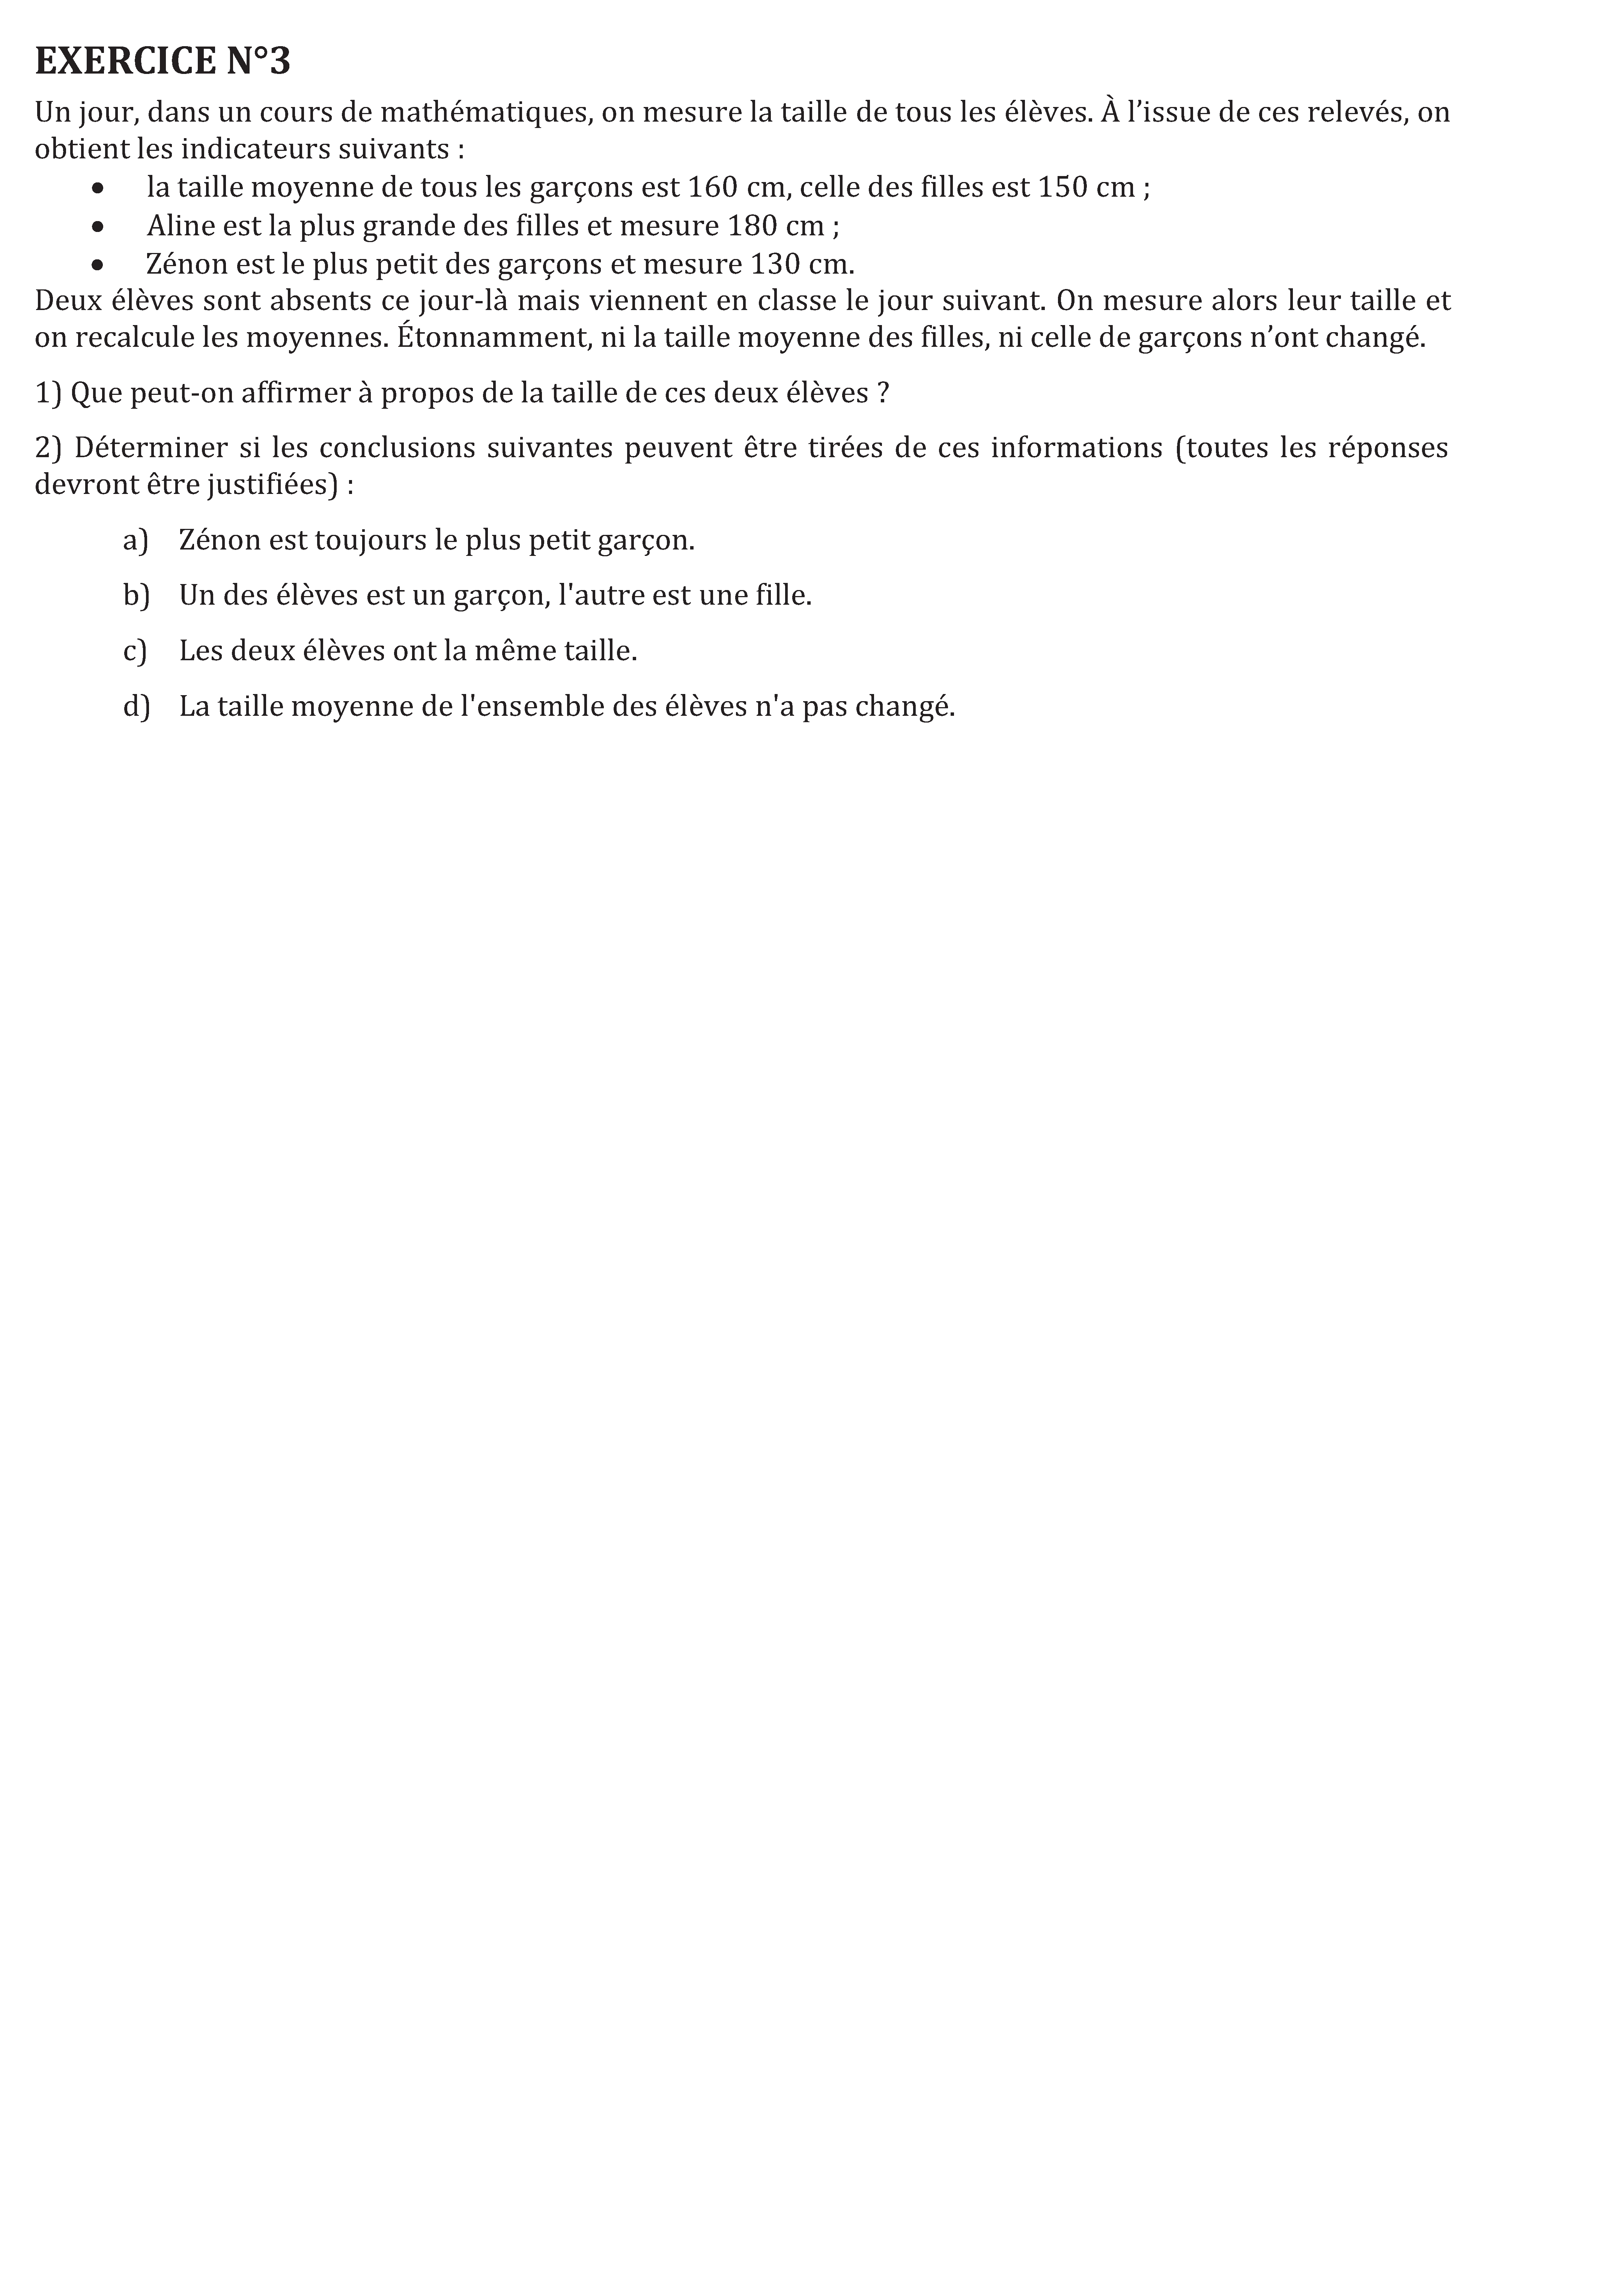 EXERCICE N°3
Un jour, dans un cours de mathématiques, on mesure la taille de tous les élèves. À l’issue de ces relevés, on
obtient les indicateurs suivants :
• la taille moyenne de tous les garçons est 160 cm, celle des filles est 150 cm ;
• Aline est la plus grande des filles et mesure 180 cm ;
• Zénon est le plus petit des garçons et mesure 130 cm.
Deux élèves sont absents ce jour-là mais viennent en classe le jour suivant. On mesure alors leur taille et
on recalcule les moyennes. Étonnamment, ni la taille moyenne des filles, ni celle de garçons n’ont changé.
1) Que peut-on affirmer à propos de la taille de ces deux élèves ?
2) Déterminer si les conclusions suivantes peuvent être tirées de ces informations (toutes les réponses
devront être justifiées) :
a) Zénon est toujours le plus petit garçon.
b) Un des élèves est un garçon, l'autre est une fille.
c) Les deux élèves ont la même taille.
d) La taille moyenne de l'ensemble des élèves n'a pas changé.